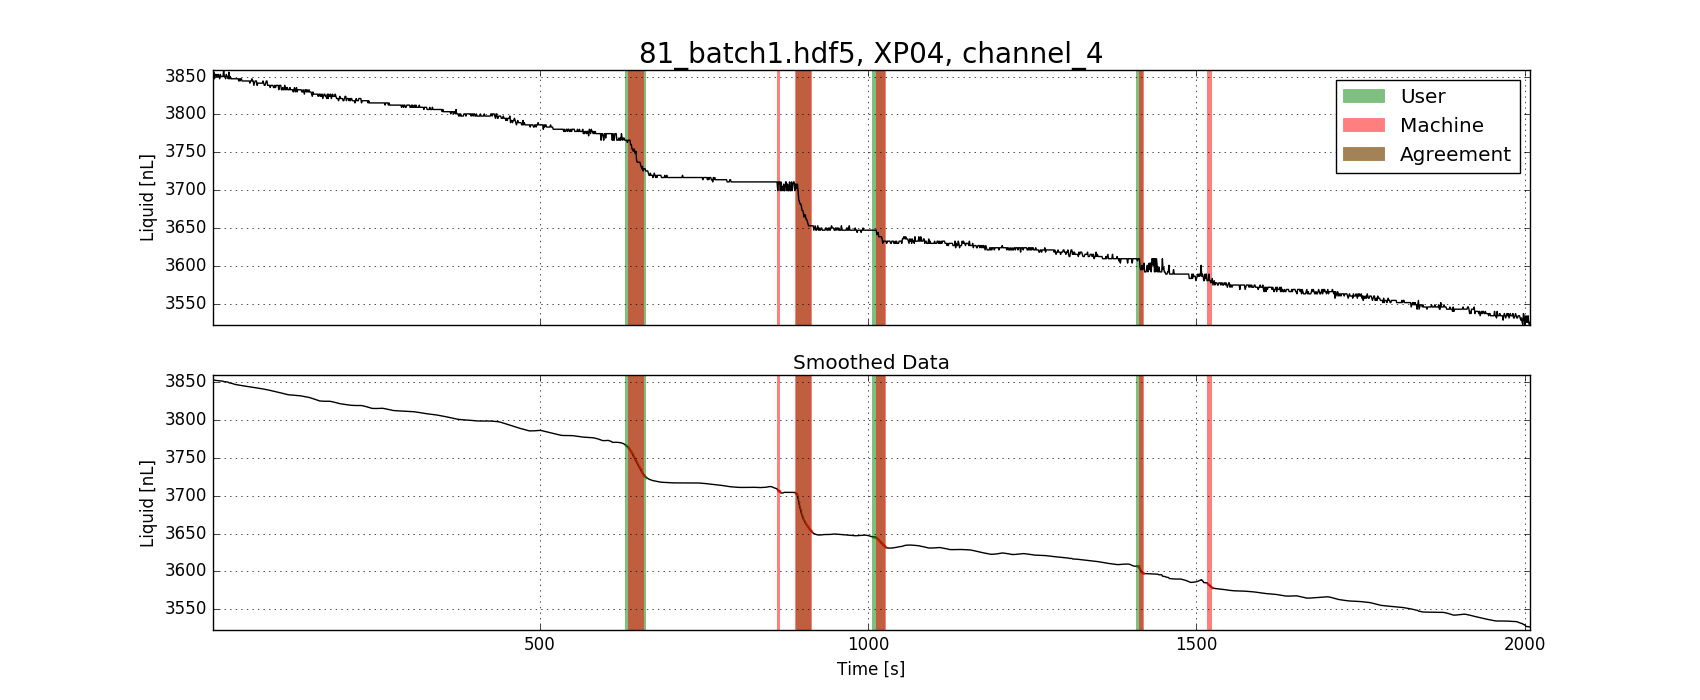 81_batch1.hdf5, XP04, channel_4
3850
3800
3750
3700
3650
3600
3550
Liquid [nL]
User
Machine
Agreement
Smoothed Data
3850
3800
3750
3700
3650
3600
3550
Liquid [nL]
500
1000
1500
2000
Time [s]